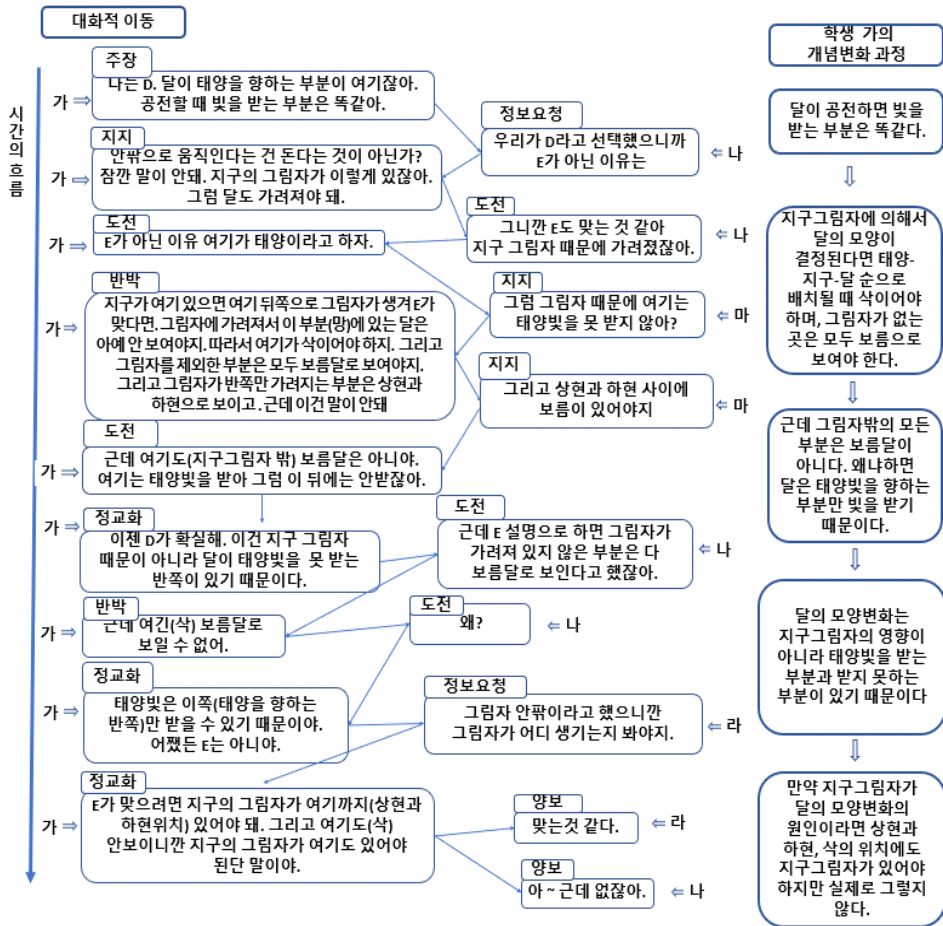 대화적 이동
학생 가의
개념변화 과정
시간의 흐름
주장
가 ⇒
나는 D. 달이 태양을 향하는 부분이 여기잖아.
공전할 때 빛을 받는 부분은 똑같아.
정보요청
우리가 D라고 선택했으니까
E가 아닌 이유는
⇐ 나
달이 공전하면 빛을
받는 부분은 똑같다.
지지
가 ⇒
안팎으로 움직인다는 건 돈다는 것이 아닌가?
잠깐 말이 안돼. 지구의 그림자가 이렇게 있잖아.
그럼 달도 가려져야 돼.
도전
그니깐 E도 맞는 것 같아
지구 그림자 때문에 가려졌잖아.
⇐ 나
도전
가 ⇒
E가 아닌 이유 여기가 태양이라고 하자.
지구그림자에 의해서
달의 모양이
결정된다면 태양-
지구-달 순으로
배치될 때 삭이어야
하며, 그림자가 없는
곳은 모두 보름으로
보여야 한다.
지지
그럼 그림자 때문에 여기는
태양빛을 못 받지 않아?
⇐ 마
반박
가 ⇒
지구가 여기 있으면 여기 뒤쪽으로 그림자가 생겨 E가
맞다면. 그림자에 가려져서 이 부분(망)에 있는 달은
아예 안 보여야지. 따라서 여기가 삭이어야 하지. 그리고
그림자를 제외한 부분은 모두 보름달로 보여야지.
그리고 그림자가 반쪽만 가려지는 부분은 상현과
하현으로 보이고. 근데 이건 말이 안돼
지지
그리고 상현과 하현 사이에
보름이 있어야지
⇐ 마
도전
가 ⇒
근데 여기도(지구그림자 밖) 보름달은 아니야.
여기는 태양빛을 받아 그럼 이 뒤에는 안받잖아.
근데 그림자밖의 모든
부분은 보름달이
아니다. 왜냐하면
달은 태양빛을 향하는
부분만 빛을 받기
때문이다.
도전
근데 E 설명으로 하면 그림자가
가려져 있지 않은 부분은 다
보름달로 보인다고 했잖아.
⇐ 나
정교화
가 ⇒
이젠 D가 확실해. 이건 지구 그림자
때문이 아니라 달이 태양빛을 못 받는
반쪽이 있기 때문이다.
반박
가 ⇒
근데 여긴(삭) 보름달로
보일 수 없어.
도전
왜?
⇐ 나
달의 모양변화는
지구그림자의 영향이
아니라 태양빛을 받는
부분과 받지 못하는
부분이 있기 때문이다
정교화
가 ⇒
태양빛은 이쪽(태양을 향하는
반쪽)만 받을 수 있기 때문이야.
어쨌든 E는 아니야.
정보요청
그림자 안팎이라고 했으니깐
그림자가 어디 생기는지 봐야지.
⇐ 라
정교화
가 ⇒
E가 맞으려면 지구의 그림자가 여기까지(상현과
하현위치) 있어야 돼. 그리고 여기도(삭)
안보이니깐 지구의 그림자가 여기도 있어야
된단 말이야.
양보
맞는것 같다.
⇐ 라
양보
아 ~ 근데 없잖아.
⇐ 나
만약 지구그림자가
달의 모양변화의
원인이라면 상현과
하현, 삭의 위치에도
지구그림자가 있어야
하지만 실제로 그렇지
않다.